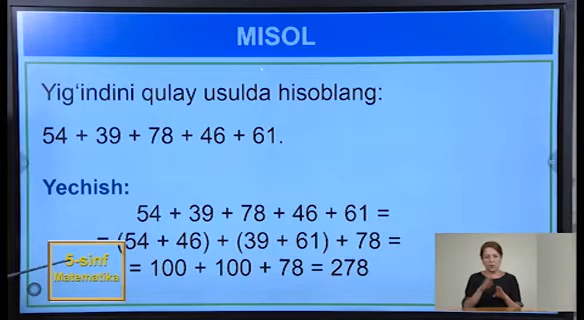 MISOL
Yig‘indini qulay usulda hisoblang:
54 + 39 + 78 + 46 + 61.
Yechish:
54 + 39 + 78 + 46 + 61 =
= (54 + 46) + (39 + 61) + 78 =
= 100 + 100 + 78 = 278
5-sinf
Matematika